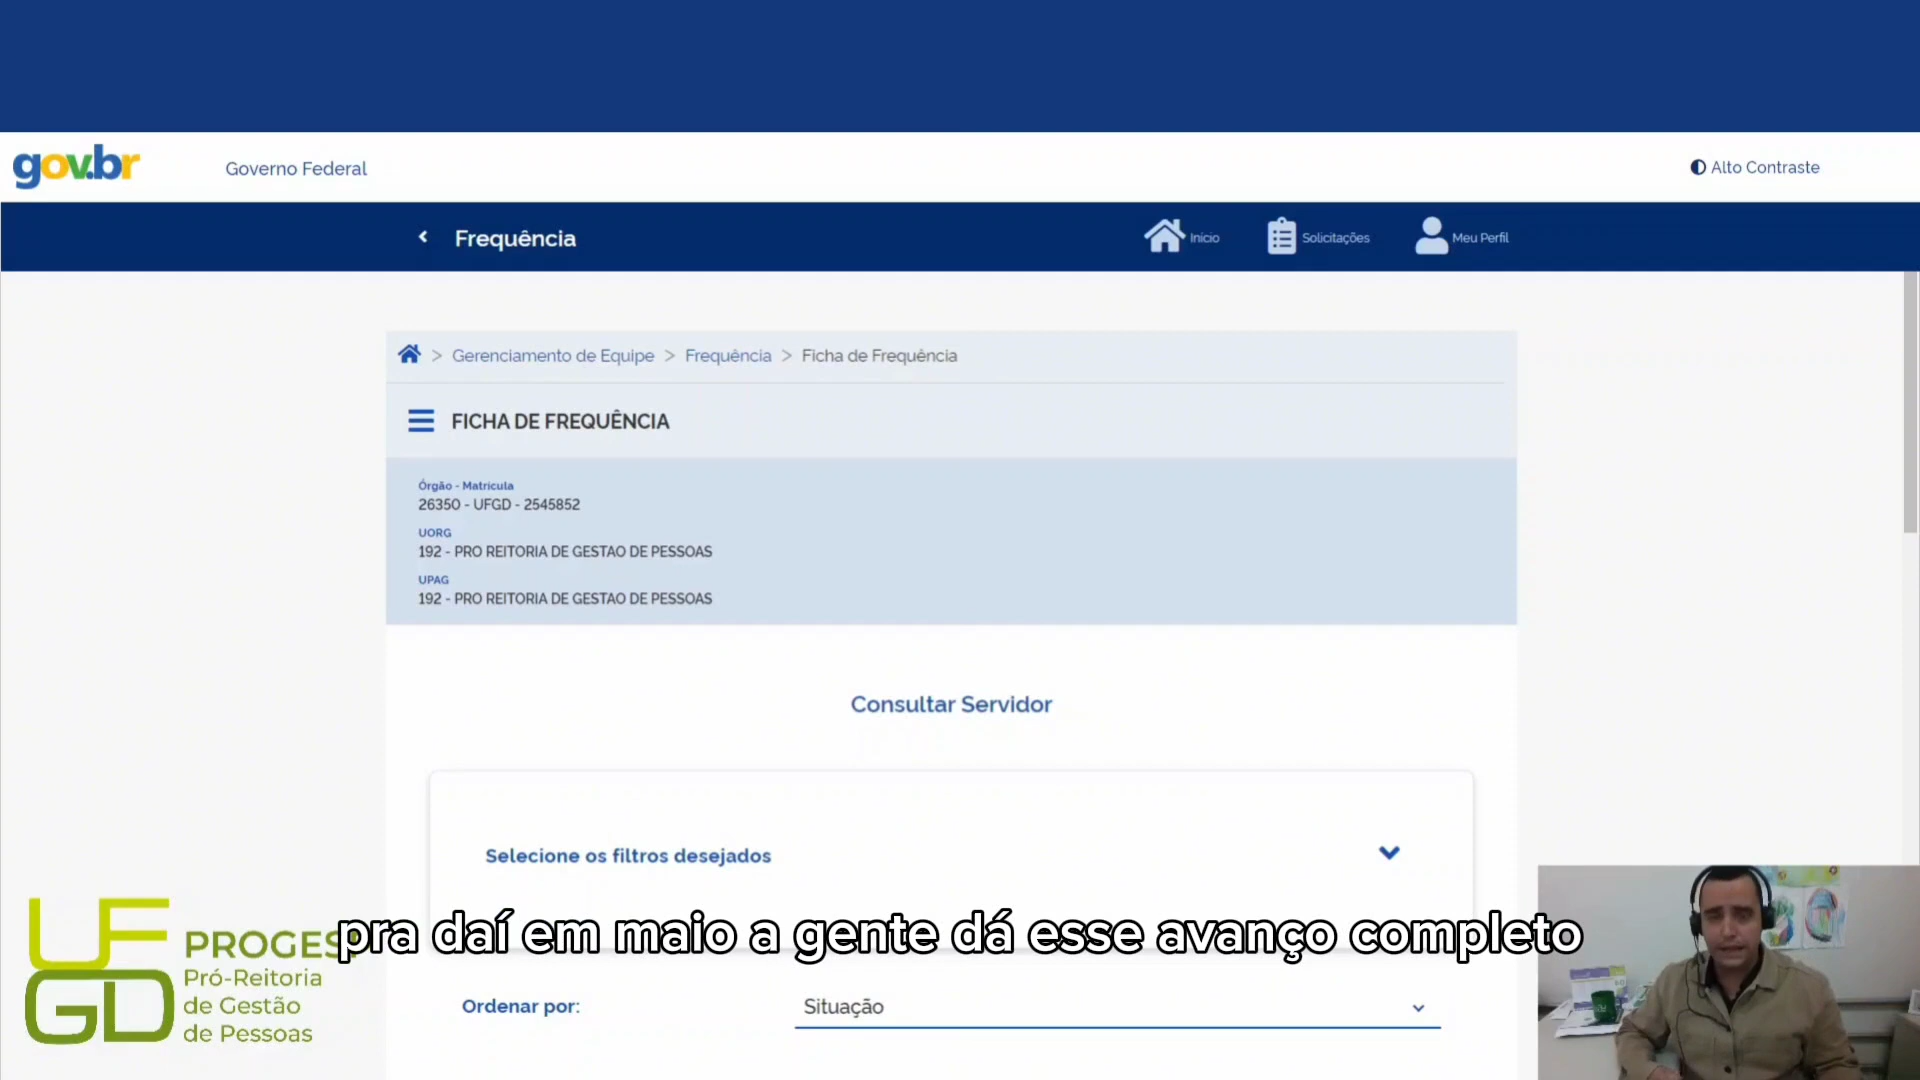 gov.br
Governo Federal
Alto Contraste
Frequência
Inicio
Solicitações
Meu Perfil
> Gerenciamento de Equipe > Frequência > Ficha de Frequência
FICHA DE FREQUÊNCIA
Órgão - Matrícula
26350 - UFGD - 2545852
UORG
192 - PRO REITORIA DE GESTAO DE PESSOAS
UPAG
192 - PRO REITORIA DE GESTAO DE PESSOAS
Consultar Servidor
Selecione os filtros desejados
pra daí em maio a gente dá esse avanço completo
Ordenar por:
Situação
UFGD
PROGES
Pró-Reitoria
de Gestão
de Pessoas